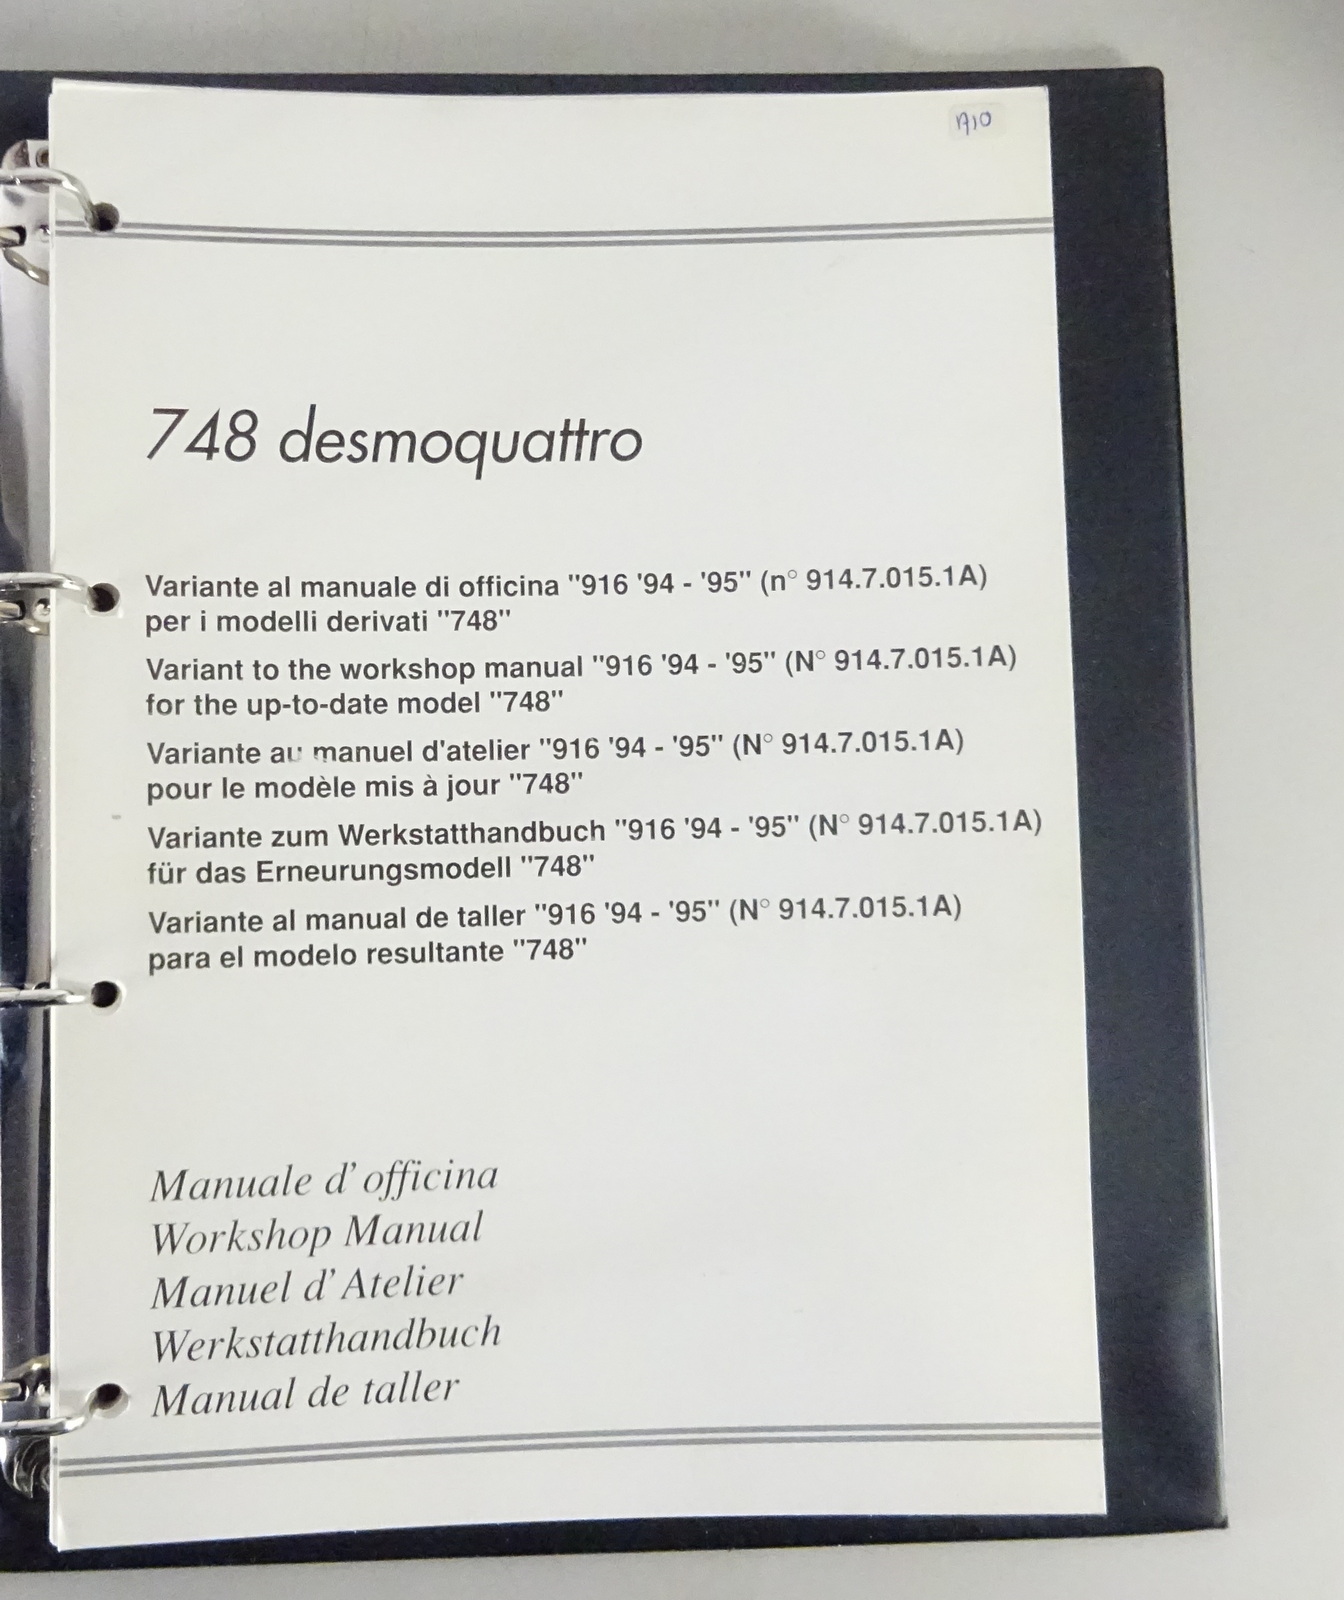 748 desmoquattro
Variante al manuale di officina "916 '94 - '95" (n° 914.7.015.1A)
per i modelli derivati "748"
Variant to the workshop manual "916 '94 - '95" (N° 914.7.015.1A)
for the up-to-date model "748"
Variante au manuel d'atelier "916 '94 - '95" (N° 914.7.015.1A)
pour le modèle mis à jour "748"
Variante zum Werkstatthandbuch "916 '94 - '95" (N° 914.7.015.1A)
für das Erneurungsmodell "748"
Variante al manual de taller "916 '94 - '95" (N° 914.7.015.1A)
para el modelo resultante "748"
Manuale d'officina
Workshop Manual
Manuel d'Atelier
Werkstatthandbuch
Manual de taller